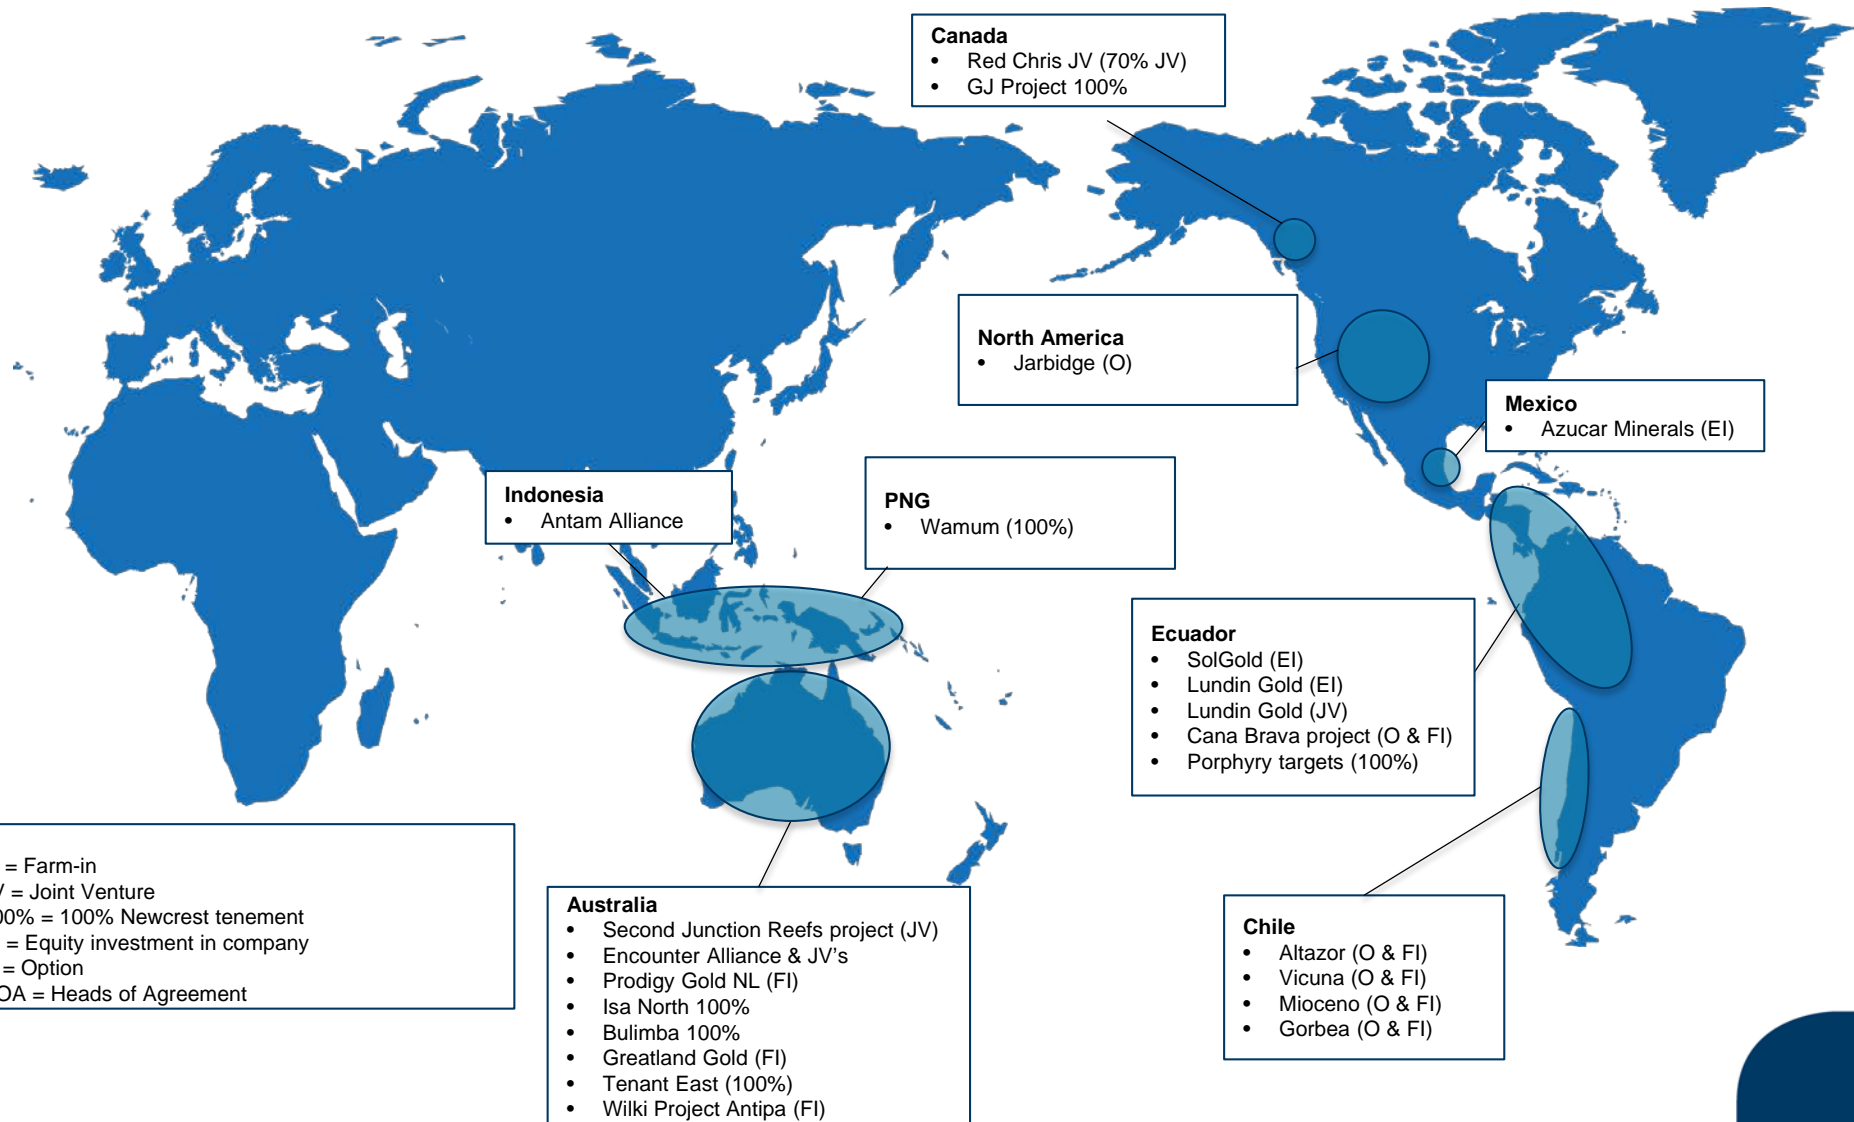 Canada
• Red Chris JV (70% JV)
• GJ Project 100%
North America
• Jarbidge (O)
Mexico
• Azucar Minerals (EI)
Indonesia
• Antam Alliance
PNG
• Wamum (100%)
Ecuador
• SolGold (EI)
• Lundin Gold (EI)
• Lundin Gold (JV)
• Cana Brava project (O & FI)
• Porphyry targets (100%)
= Farm-in
= Joint Venture
= 100% Newcrest tenement
= Equity investment in company
= Option
= Heads of Agreement
Australia
• Second Junction Reefs project (JV)
• Encounter Alliance & JV’s
• Prodigy Gold NL (FI)
• Isa North 100%
• Bulimba 100%
• Greatland Gold (FI)
• Tenant East (100%)
• Wilki Project Antipa (FI)
Chile
• Altazor (O & FI)
• Vicuna (O & FI)
• Mioceno (O & FI)
• Gorbea (O & FI)